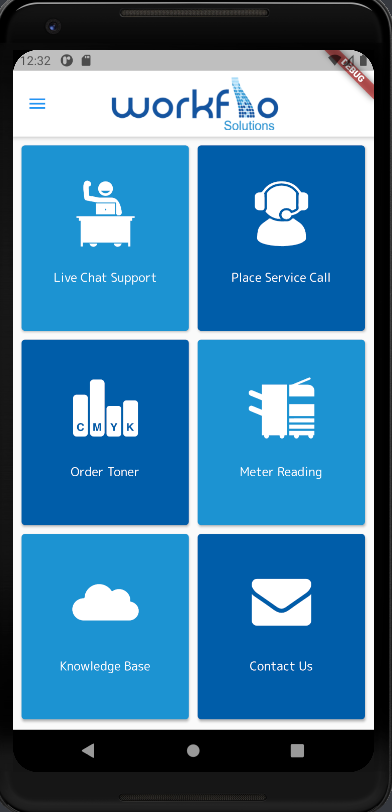 12:32
DEBUG
workflo
Solutions
Live Chat Support
Place Service Call
C M Y K
Order Toner
Meter Reading
Knowledge Base
Contact Us